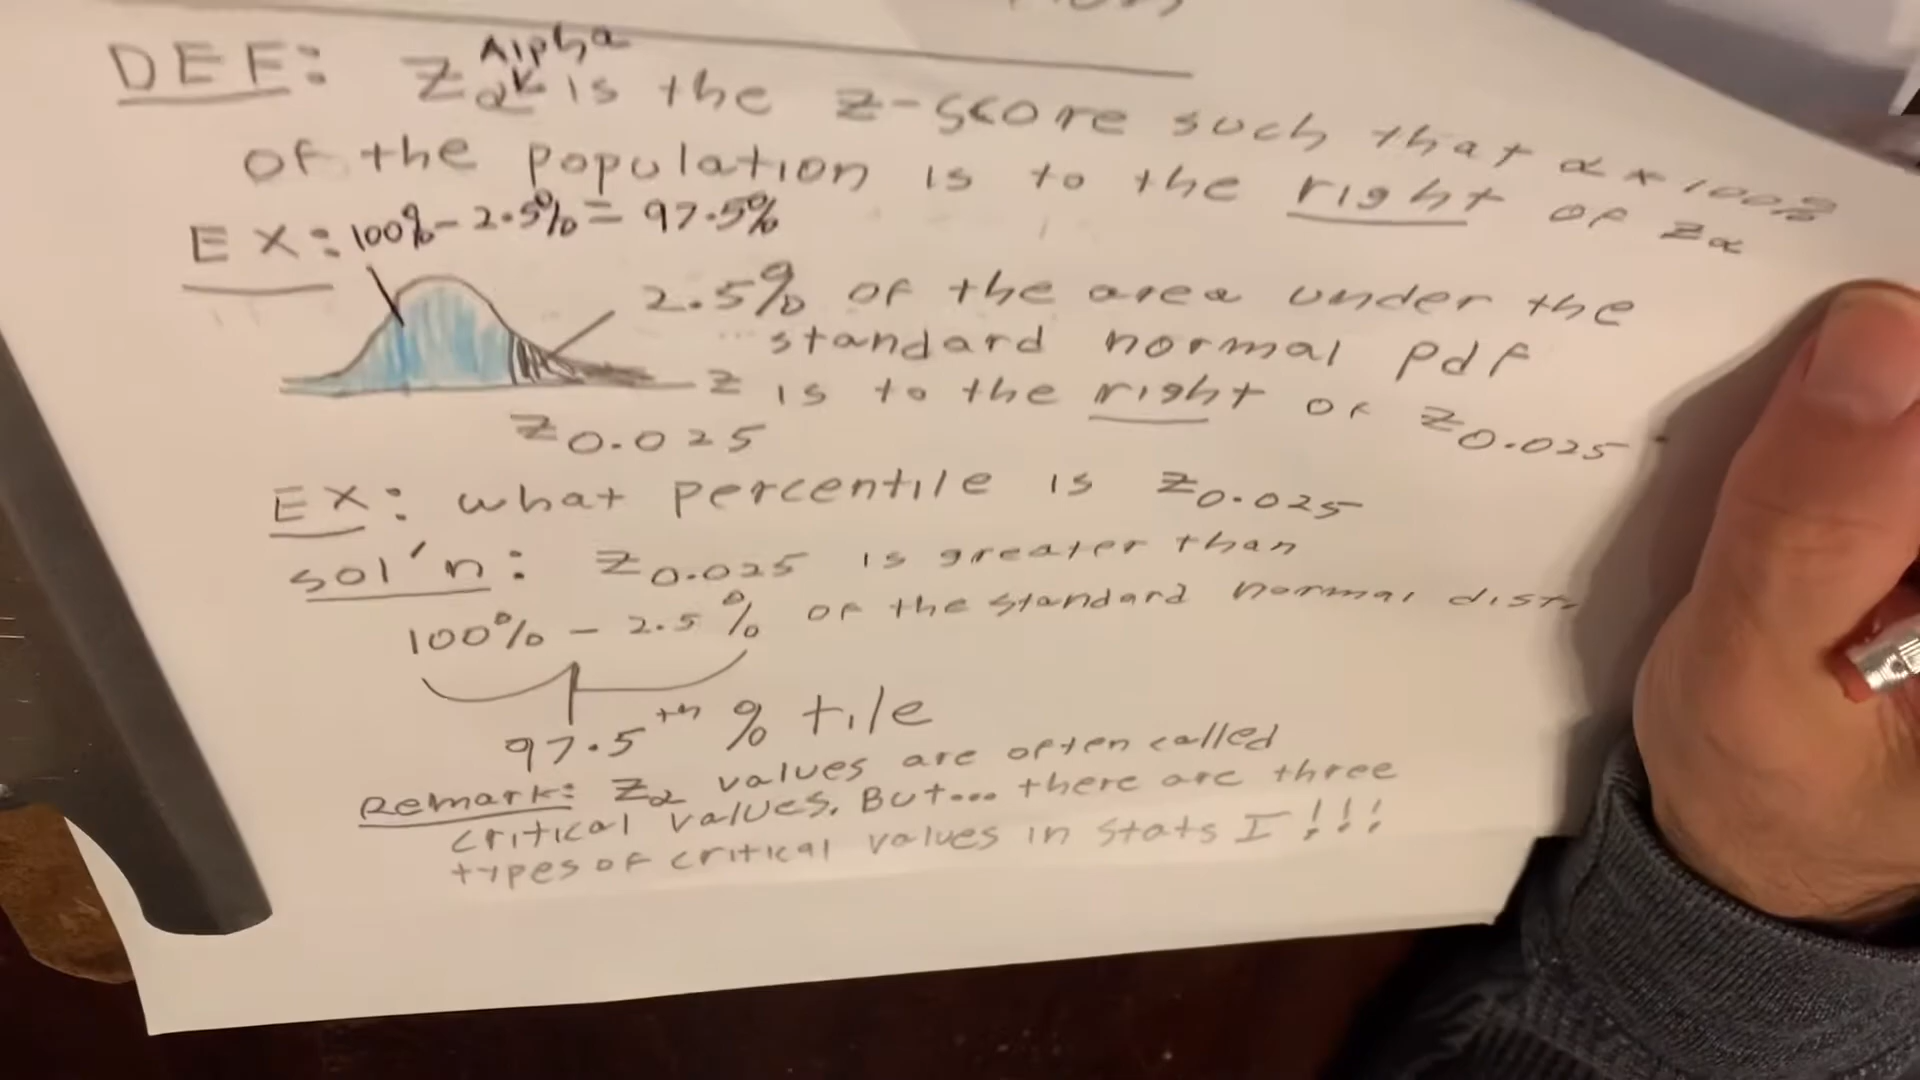 DEF: Zα is the z-score such that α * 100%
Alpha
of the population is to the right of zα
EX: 100% - 2.5% = 97.5%
2.5% of the area under the
standard normal pdf
z is to the right of z0.025.
z0.025
EX: what percentile is z0.025
sol'n: z0.025 is greater than
100% - 2.5% of the standard normal dist.
97.5th % tile
Remark: Zα values are often called
critical values. But... there are three
types of critical values in stats I!!!